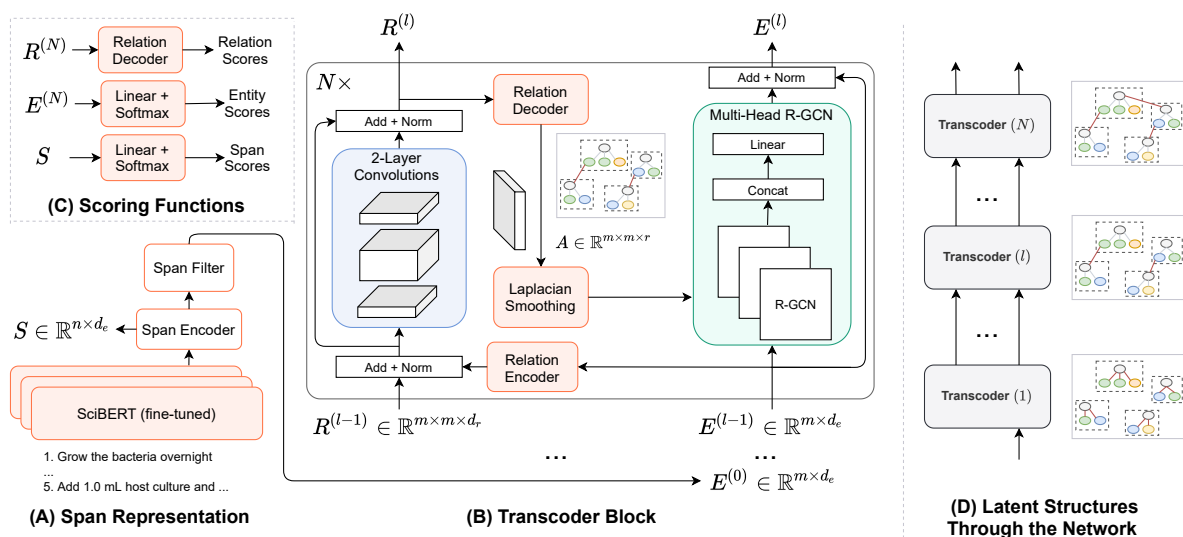 R^(N)
Relation
Decoder
Relation
Scores
E^(N)
Linear +
Softmax
Entity
Scores
S
Linear +
Softmax
Span
Scores
(C) Scoring Functions
Span Filter
S ∈ ℝ^{n×d_e}
Span Encoder
SciBERT (fine-tuned)
1. Grow the bacteria overnight
...
5. Add 1.0 mL host culture and ...
(A) Span Representation
R^(l)
E^(l)
N×
Add + Norm
2-Layer
Convolutions
Add + Norm
Relation
Decoder
A ∈ ℝ^{m×m×r}
Laplacian
Smoothing
Relation
Encoder
Add + Norm
Multi-Head R-GCN
Linear
Concat
R-GCN
R^(l-1) ∈ ℝ^{m×m×d_r}
E^(l-1) ∈ ℝ^{m×d_e}
...
...
E^(0) ∈ ℝ^{m×d_e}
(B) Transcoder Block
Transcoder (N)
...
Transcoder (l)
...
Transcoder (1)
(D) Latent Structures
Through the Network